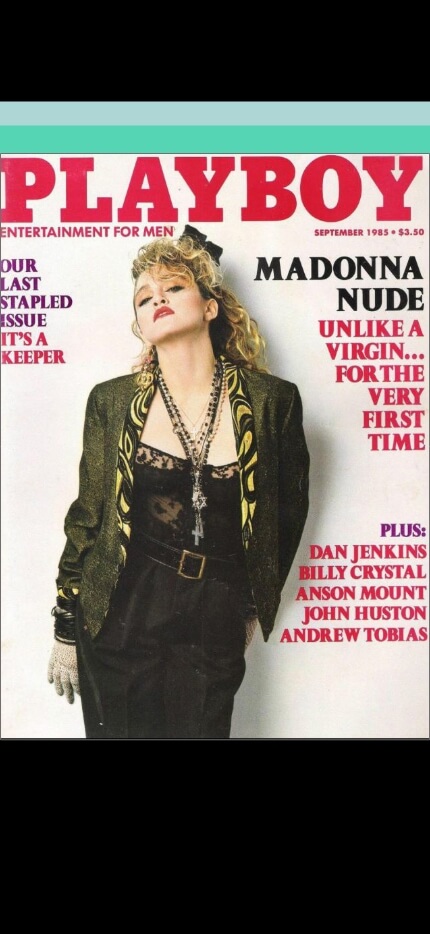 PLAYBOY
ENTERTAINMENT FOR MEN
SEPTEMBER 1985 • $3.50
OUR
LAST
STAPLED
ISSUE
IT'S A
KEEPER
MADONNA
NUDE
UNLIKE A
VIRGIN...
FOR THE
VERY
FIRST
TIME
PLUS:
DAN JENKINS
BILLY CRYSTAL
ANSON MOUNT
JOHN HUSTON
ANDREW TOBIAS